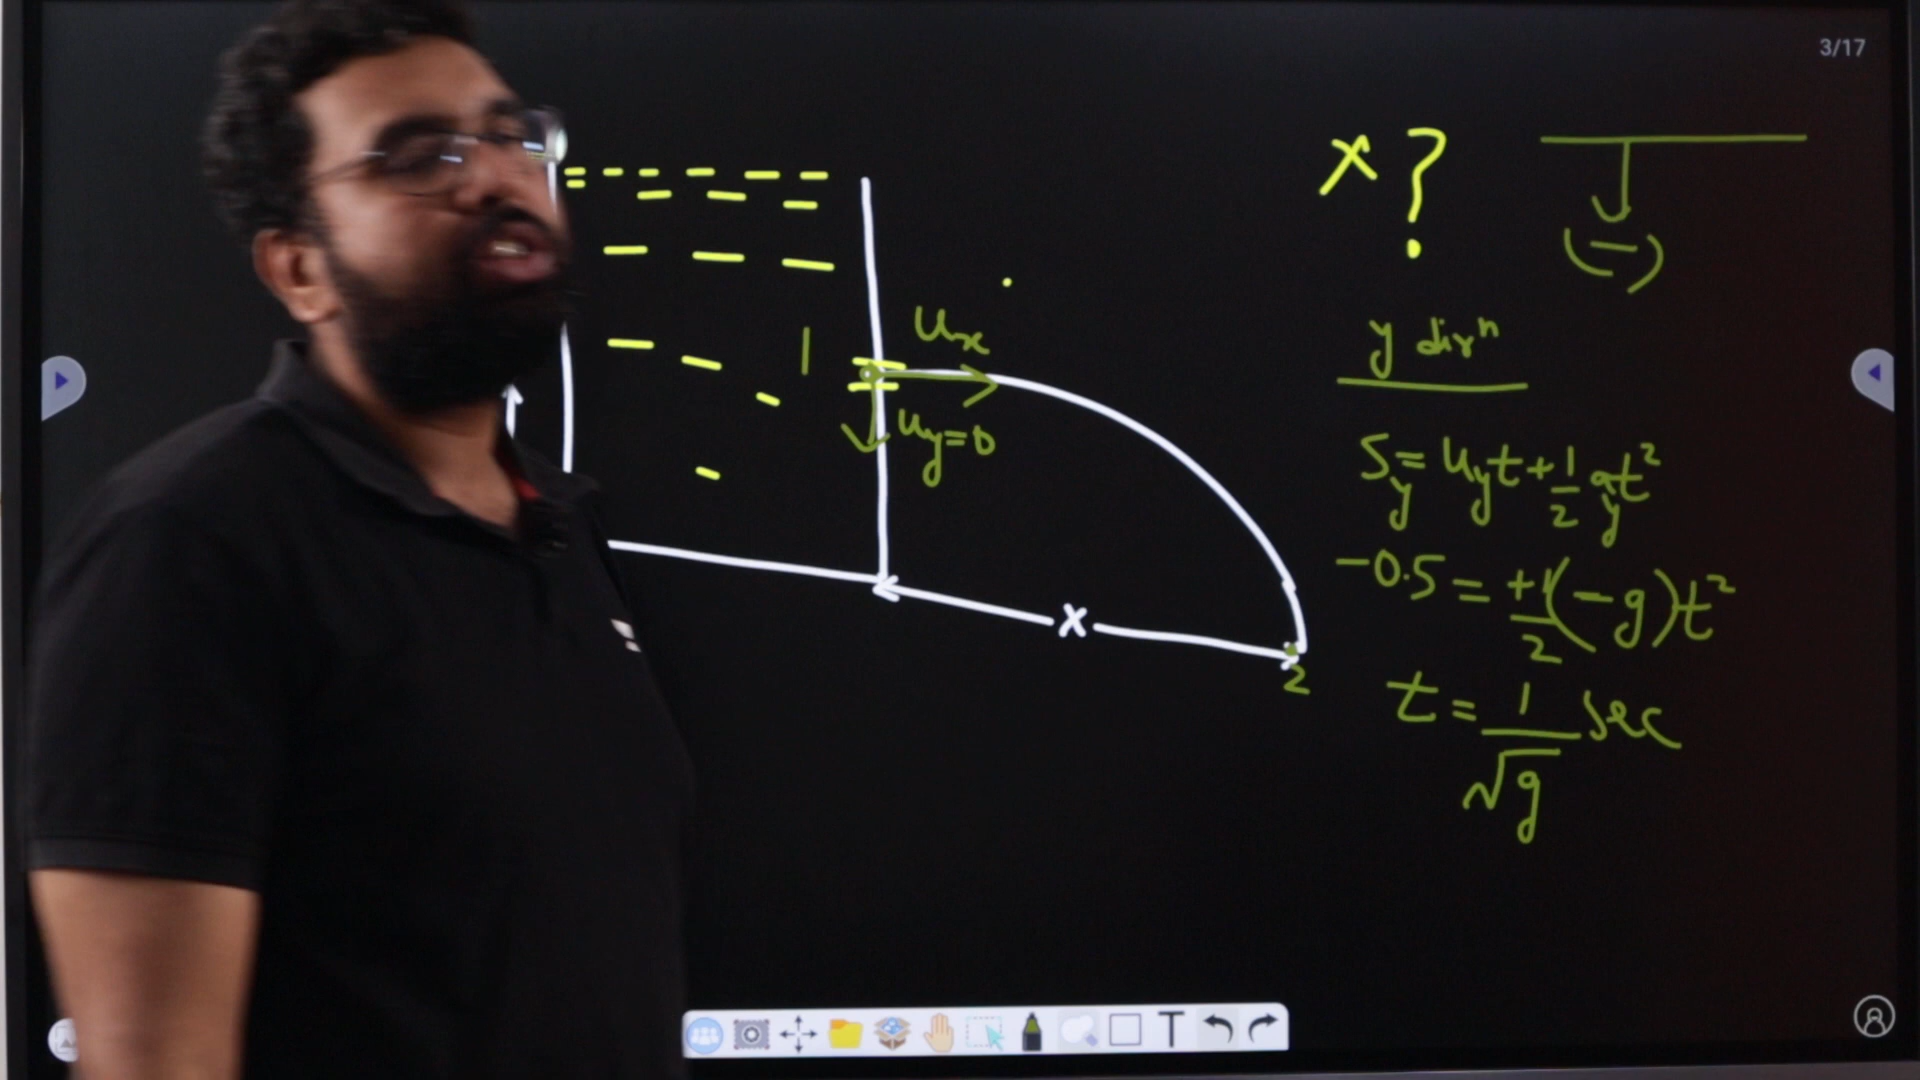 3/17
x ?
(-)
y dirⁿ
1
uₓ
u_y=0
S_y = u_y t + 1/2 a_y t²
-0.5 = +1/2 (-g) t²
x
2
t = 1/√g sec
T